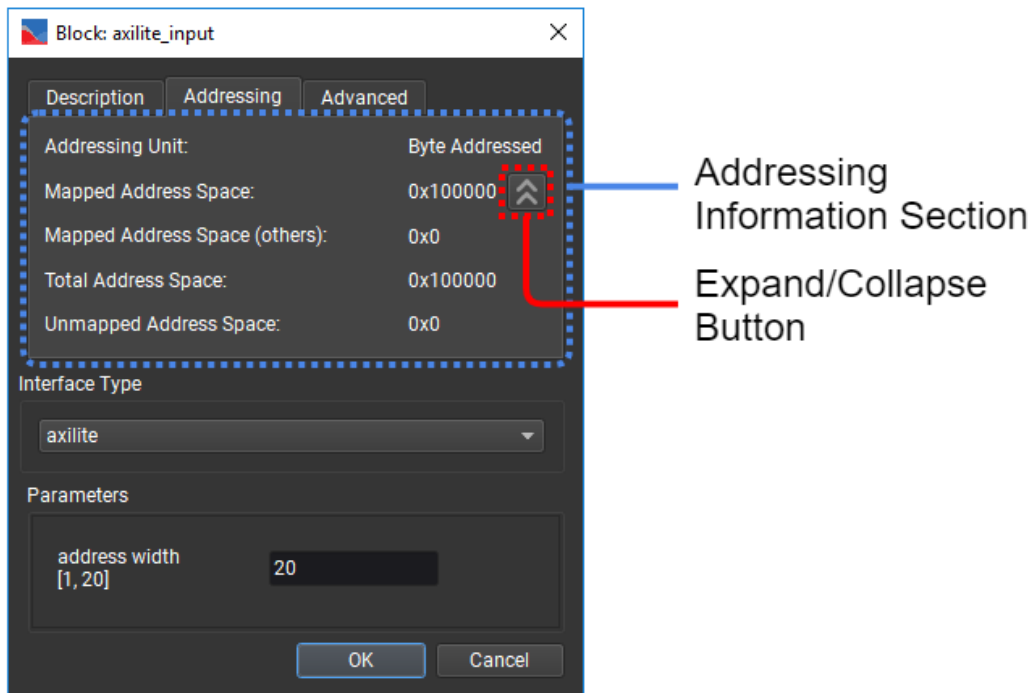 Block: axilite_input
Description Addressing Advanced
Addressing Unit: Byte Addressed
Mapped Address Space: 0x100000
Mapped Address Space (others): 0x0
Total Address Space: 0x100000
Unmapped Address Space: 0x0
Interface Type
axilite
Parameters
address width
[1, 20]
20
OK Cancel
Addressing
Information Section
Expand/Collapse
Button